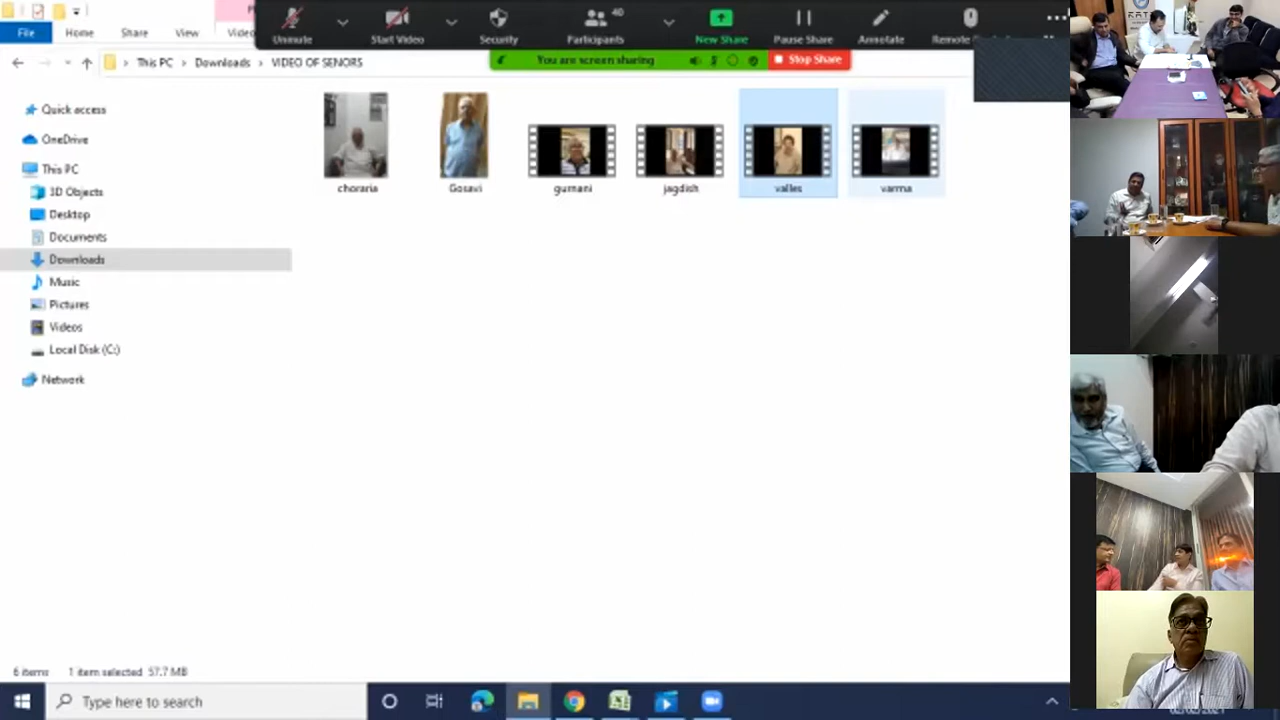 Unmute
Start Video
Security
Participants
40
New Share
Pause Share
Annotate
File
Home
Share
View
You are screen sharing
Stop Share
This PC
Downloads
VIDEO OF SENORS
Quick access
OneDrive
This PC
3D Objects
Desktop
Documents
Downloads
Music
Pictures
Videos
Local Disk (C:)
Network
choraria
Gosavi
gurnani
jagdish
valles
varma
6 items
1 item selected
57.7 MB
Type here to search